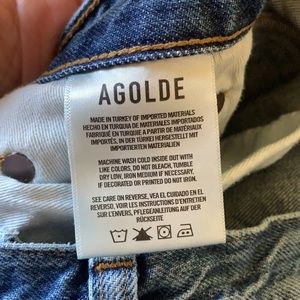 AGOLDE
MADE IN TURKEY OF IMPORTED MATERIALS
HECHO EN TURQUIA DE MATERIALES IMPORTADOS
FABRIQUÉ EN TURQUIE A PARTIR DE MATÉRIAUX
IMPORTÉS. IN DER TÜRKEI HERGESTELLT MIT
IMPORTIERTEN MATERIALIEN
MACHINE WASH COLD INSIDE OUT WITH
LIKE COLORS, DO NOT BLEACH, TUMBLE
DRY LOW, IRON MEDIUM IF NECESSARY,
IF DECORATED OR PRINTED DO NOT IRON.
SEE CARE ON REVERSE, VEA EL CUIDADO EN EL
REVERSO, VOIR LES INSTRUCTIONS D'ENTRETIEN
SUR L'ENVERS, PFLEGEANLEITUNG AUF DER
RÜCKSEITE